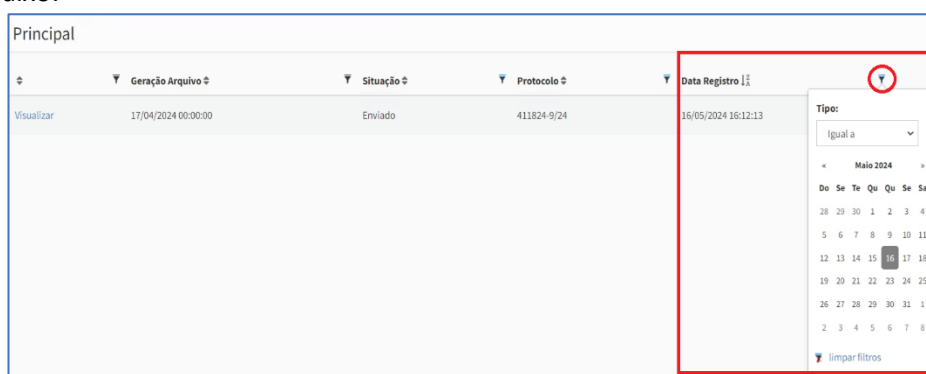 Principal
Geração Arquivo Situação Protocolo Data Registro
Visualizar 17/04/2024 00:00:00 Enviado 411824-9/24 16/05/2024 16:12:13
Tipo:
Igual a
« Maio 2024 »
Do Se Te Qu Qu Se Sa
28 29 30 1 2 3 4
5 6 7 8 9 10 11
12 13 14 15 16 17 18
19 20 21 22 23 24 25
26 27 28 29 30 31 1
2 3 4 5 6 7 8
limpar filtros